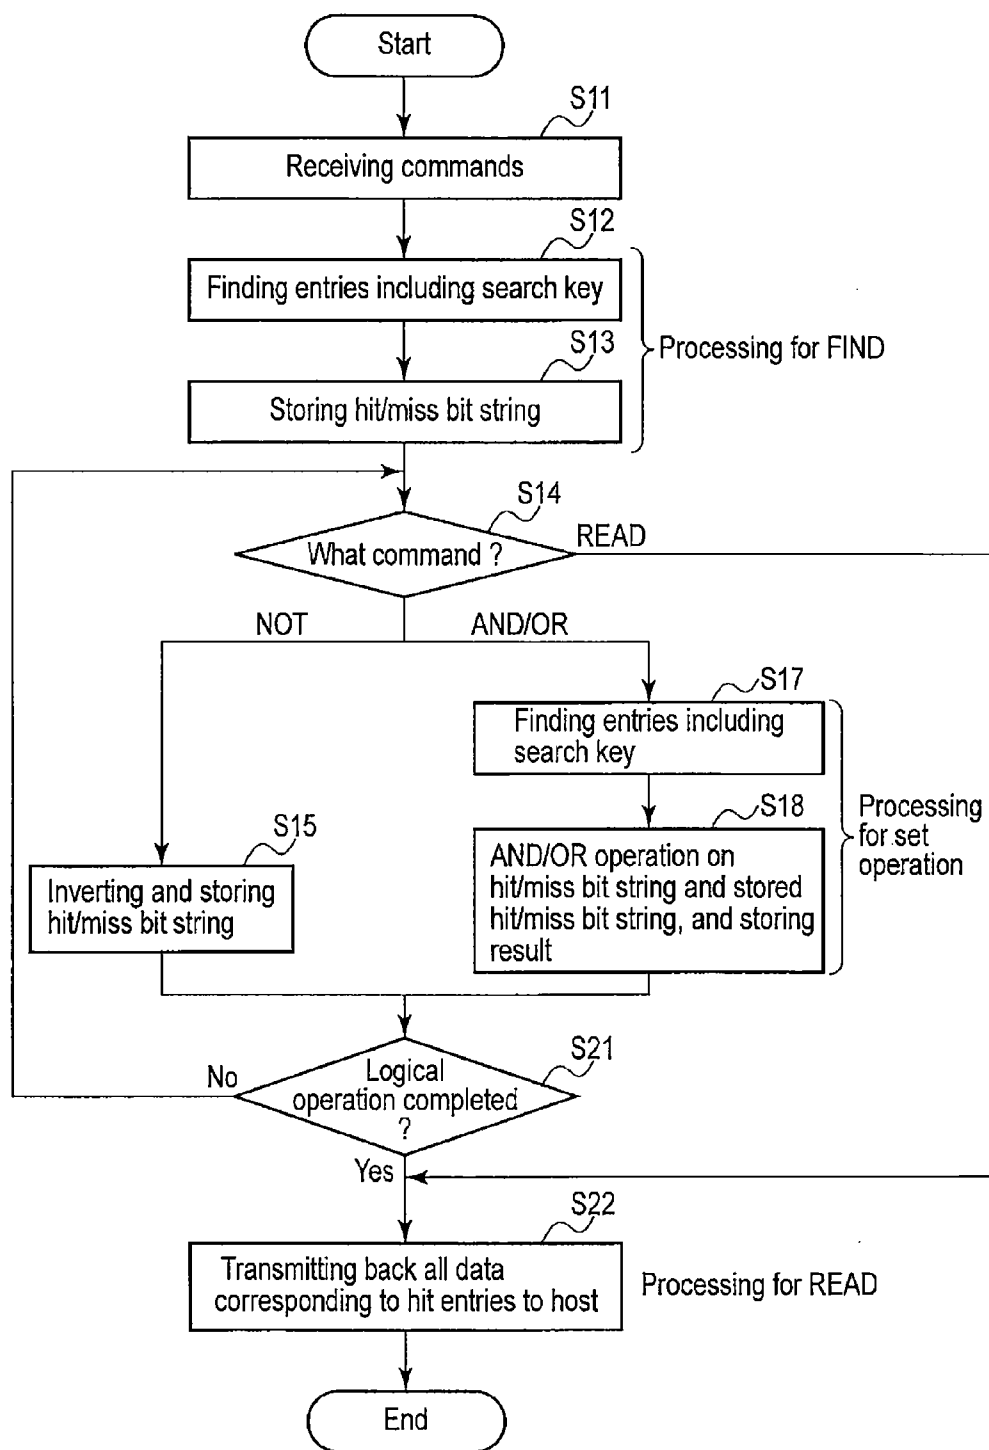 Start
S11
Receiving commands
S12
Finding entries including search key
S13
Processing for FIND
Storing hit/miss bit string
S14
What command ?
READ
NOT
AND/OR
S17
Finding entries including
search key
S18
Processing
for set
operation
S15
Inverting and storing
hit/miss bit string
AND/OR operation on
hit/miss bit string and stored
hit/miss bit string, and storing
result
S21
No
Logical
operation completed
?
Yes
S22
Transmitting back all data
corresponding to hit entries to host
Processing for READ
End